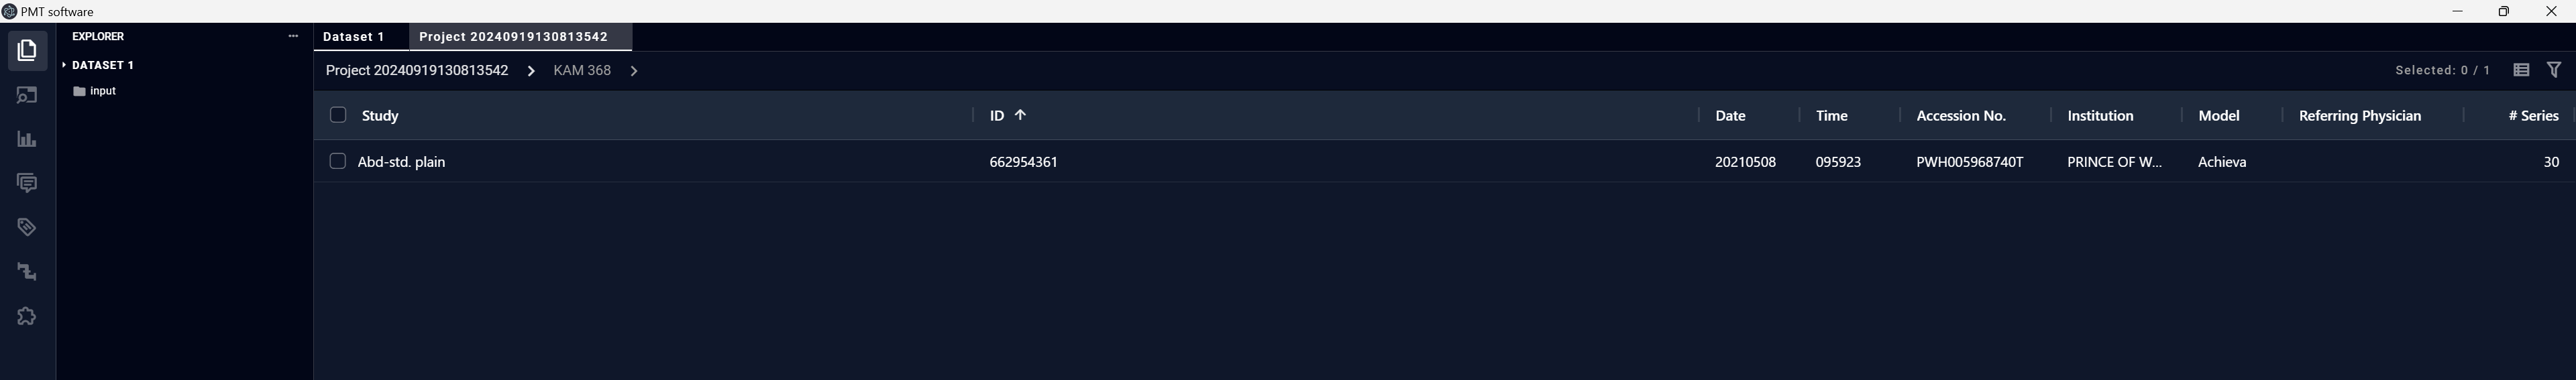 PMT software
EXPLORER
DATASET 1
input
Dataset 1
Project 20240919130813542
Project 20240919130813542 > KAM 368 >
Selected: 0 / 1
Study ID Date Time Accession No. Institution Model Referring Physician # Series
Abd-std. plain 662954361 20210508 095923 PWH005968740T PRINCE OF W... Achieva 30